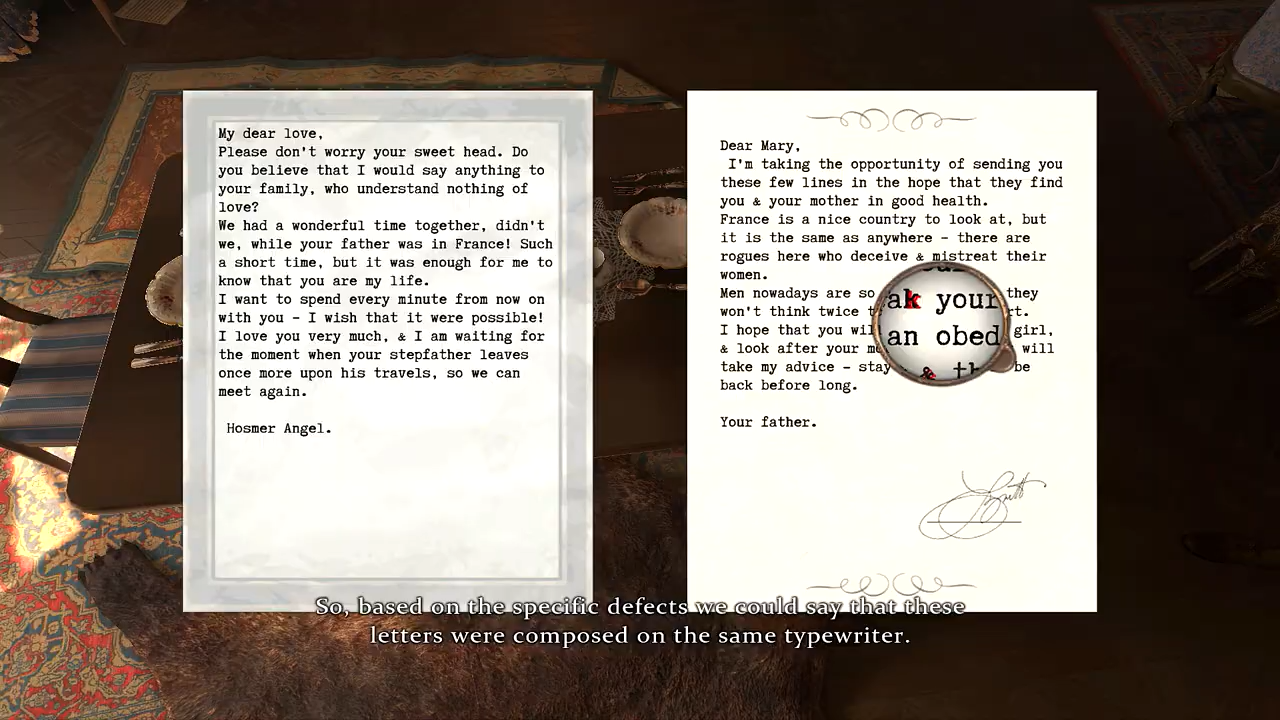 My dear love,
Please don't worry your sweet head. Do
you believe that I would say anything to
your family, who understand nothing of
love?
We had a wonderful time together, didn't
we, while your father was in France! Such
a short time, but it was enough for me to
know that you are my life.
I want to spend every minute from now on
with you - I wish that it were possible!
I love you very much, & I am waiting for
the moment when your stepfather leaves
once more upon his travels, so we can
meet again.
Hosmer Angel.
Dear Mary,
I'm taking the opportunity of sending you
these few lines in the hope that they find
you & your mother in good health.
France is a nice country to look at, but
it is the same as anywhere - there are
rogues here who deceive & mistreat their
women.
Men nowadays are so ak your they
won't think twice t rt.
I hope that you wil an obed girl,
& look after your m will
take my advice - stay & th be
back before long.
Your father.
So, based on the specific defects we could say that these
letters were composed on the same typewriter.